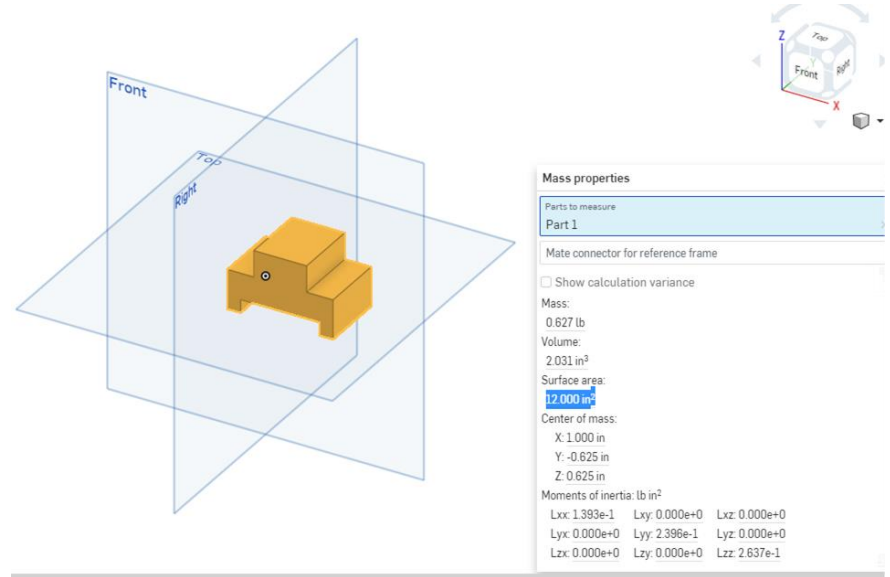 Front
Top
Right
Z
Top
Y
Front
Right
X
Mass properties
Parts to measure
Part 1
Mate connector for reference frame
Show calculation variance
Mass:
0.627 lb
Volume:
2.031 in³
Surface area:
12.000 in²
Center of mass:
X: 1.000 in
Y: -0.625 in
Z: 0.625 in
Moments of inertia: lb in²
Lxx: 1.393e-1 Lxy: 0.000e+0 Lxz: 0.000e+0
Lyx: 0.000e+0 Lyy: 2.396e-1 Lyz: 0.000e+0
Lzx: 0.000e+0 Lzy: 0.000e+0 Lzz: 2.637e-1